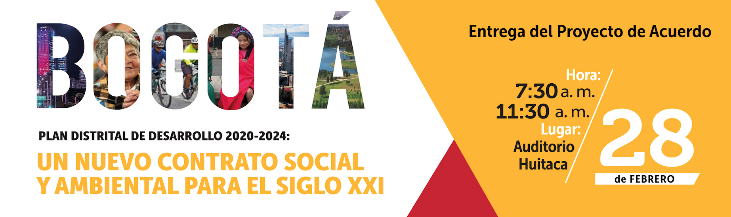 BOGOTÁ
PLAN DISTRITAL DE DESARROLLO 2020-2024:
UN NUEVO CONTRATO SOCIAL
Y AMBIENTAL PARA EL SIGLO XXI
Entrega del Proyecto de Acuerdo
Hora:
7:30 a. m.
11:30 a. m.
Lugar:
Auditorio
Huitaca
28
de FEBRERO